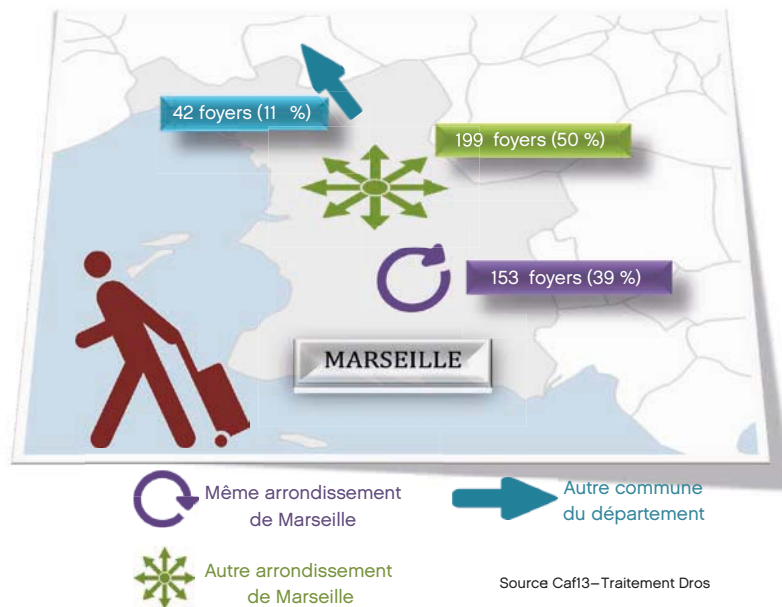 42 foyers (11 %)
199 foyers (50 %)
153 foyers (39 %)
MARSEILLE
Même arrondissement
de Marseille
Autre commune
du département
Autre arrondissement
de Marseille
Source Caf13–Traitement Dros